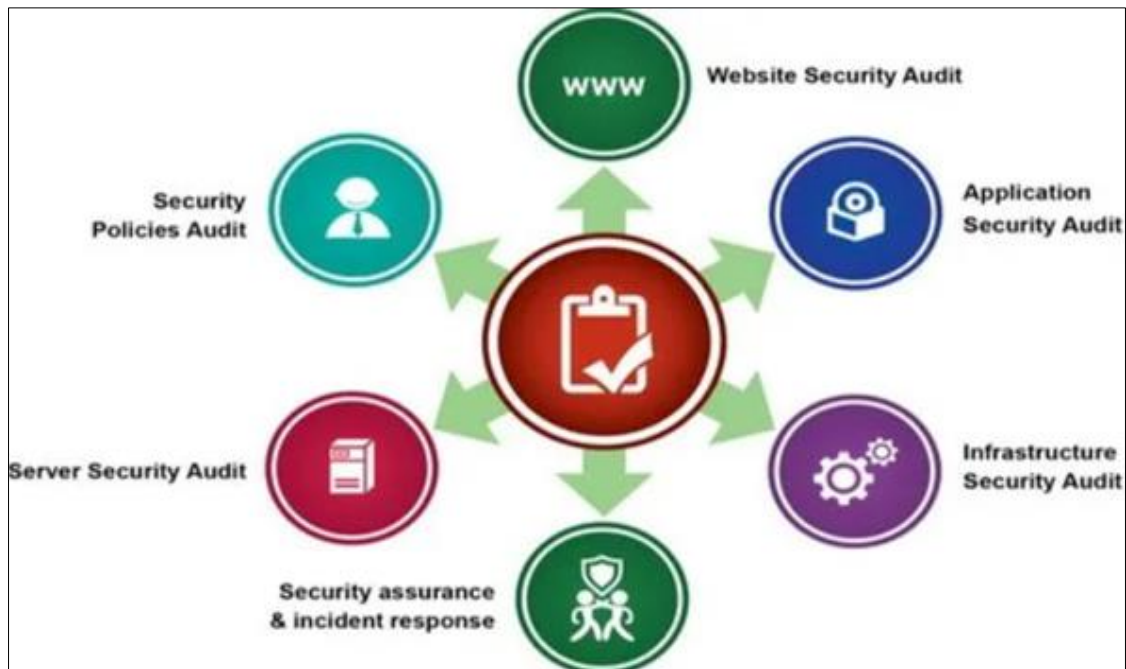 www
Website Security Audit
Security
Policies Audit
Application
Security Audit
Server Security Audit
Infrastructure
Security Audit
Security assurance
& incident response